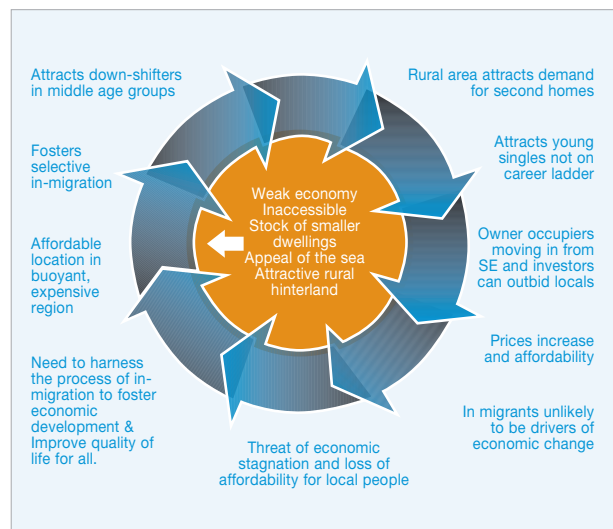 Attracts down-shifters
in middle age groups
Rural area attracts demand
for second homes
Fosters
selective
in-migration
Attracts young
singles not on
career ladder
Weak economy
Inaccessible
Stock of smaller
dwellings
Appeal of the sea
Attractive rural
hinterland
Affordable
location in
buoyant,
expensive
region
Owner occupiers
moving in from
SE and investors
can outbid locals
Prices increase
and affordability
Need to harness
the process of in-
migration to foster
economic
development &
Improve quality of
life for all.
In migrants unlikely
to be drivers of
economic change
Threat of economic
stagnation and loss of
affordability for local people